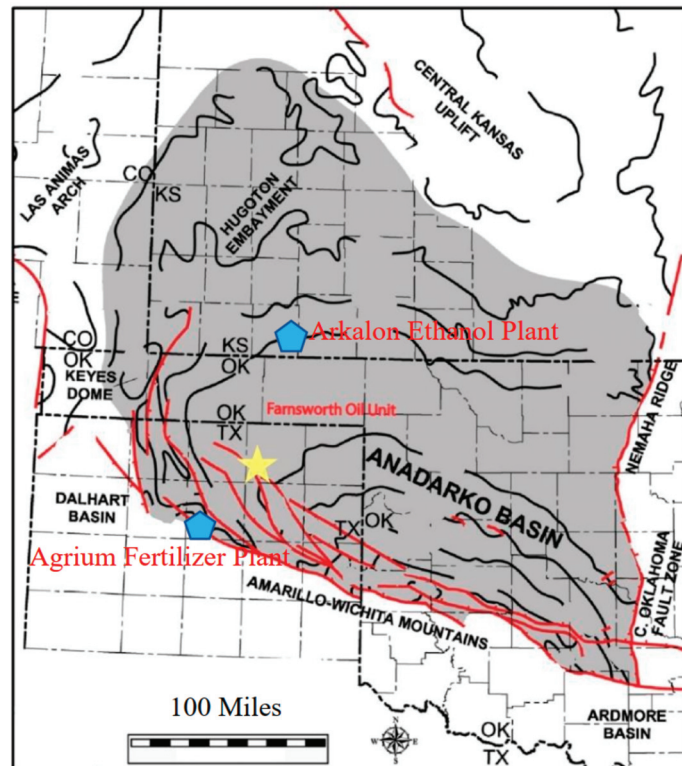 CENTRAL KANSAS
UPLIFT
LAS ANIMAS
ARCH
CO
KS
HUGOTON
EMBAYMENT
Arkalon Ethanol Plant
CO
OK
KS
OK
KEYES
DOME
OK
TX
Farnsworth Oil Unit
NEMAHA RIDGE
ANADARKO BASIN
DALHART
BASIN
TX
OK
Agrium Fertilizer Plant
AMARILLO-WICHITA MOUNTAINS
C. OKLAHOMA
FAULT ZONE
100 Miles
N
W
E
S
OK
TX
ARDMORE
BASIN